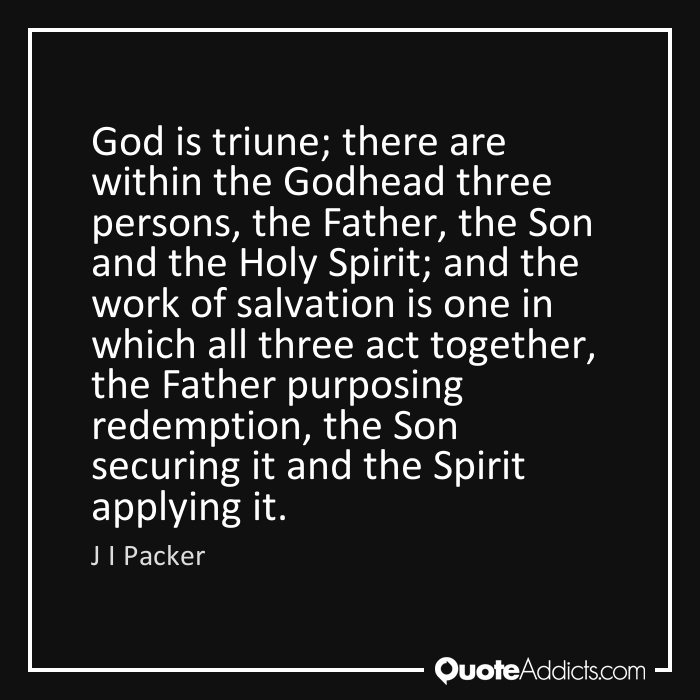 God is triune; there are
within the Godhead three
persons, the Father, the Son
and the Holy Spirit; and the
work of salvation is one in
which all three act together,
the Father purposing
redemption, the Son
securing it and the Spirit
applying it.
J I Packer
QuoteAddicts.com